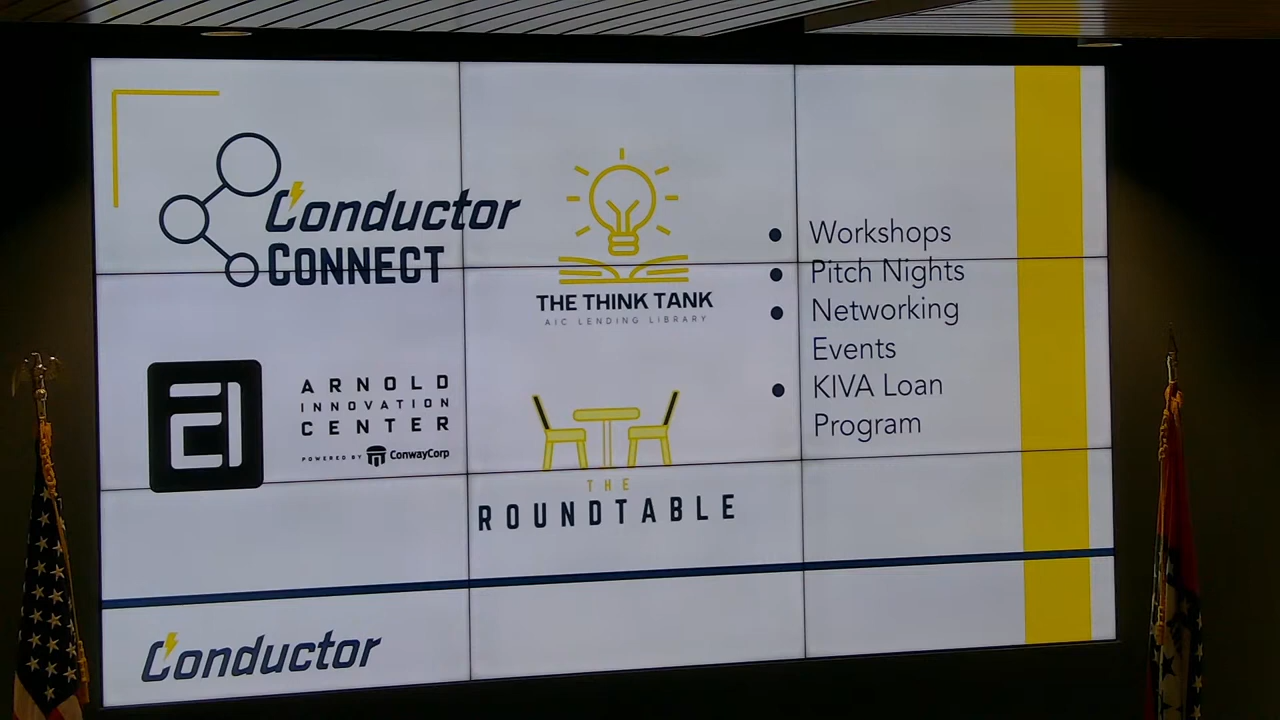 Conductor
CONNECT
THE THINK TANK
AIC LENDING LIBRARY
ARNOLD
INNOVATION
CENTER
POWERED BY ConwayCorp
THE
ROUNDTABLE
• Workshops
• Pitch Nights
• Networking
Events
• KIVA Loan
Program
Conductor